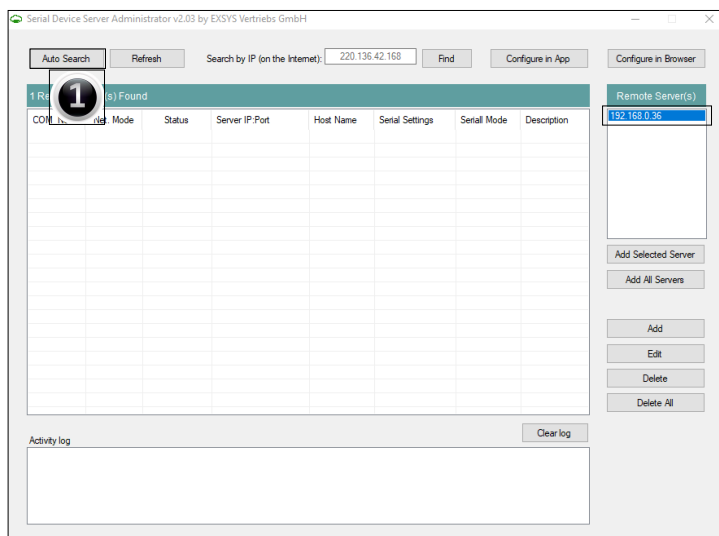 Serial Device Server Administrator v2.03 by EXSYS Vertriebs GmbH
Auto Search Refresh Search by IP (on the Internet): 220.136.42.168 Find Configure in App Configure in Browser
1 (s) Found Remote Server(s)
1
COM Net. Mode Status Server IP:Port Host Name Serial Settings Seriall Mode Description
192.168.0.36
Add Selected Server
Add All Servers
Add
Edit
Delete
Delete All
Clear log
Activity log